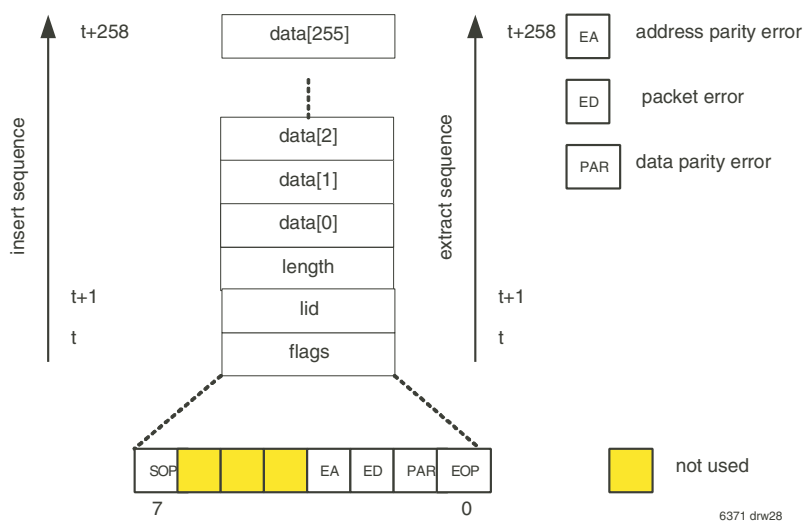 t+258
data[255]
t+258
EA
address parity error
ED
packet error
PAR
data parity error
insert sequence
extract sequence
data[2]
data[1]
data[0]
length
t+1
lid
t+1
t
flags
t
SOP
EA
ED
PAR
EOP
7
0
not used
6371 drw28